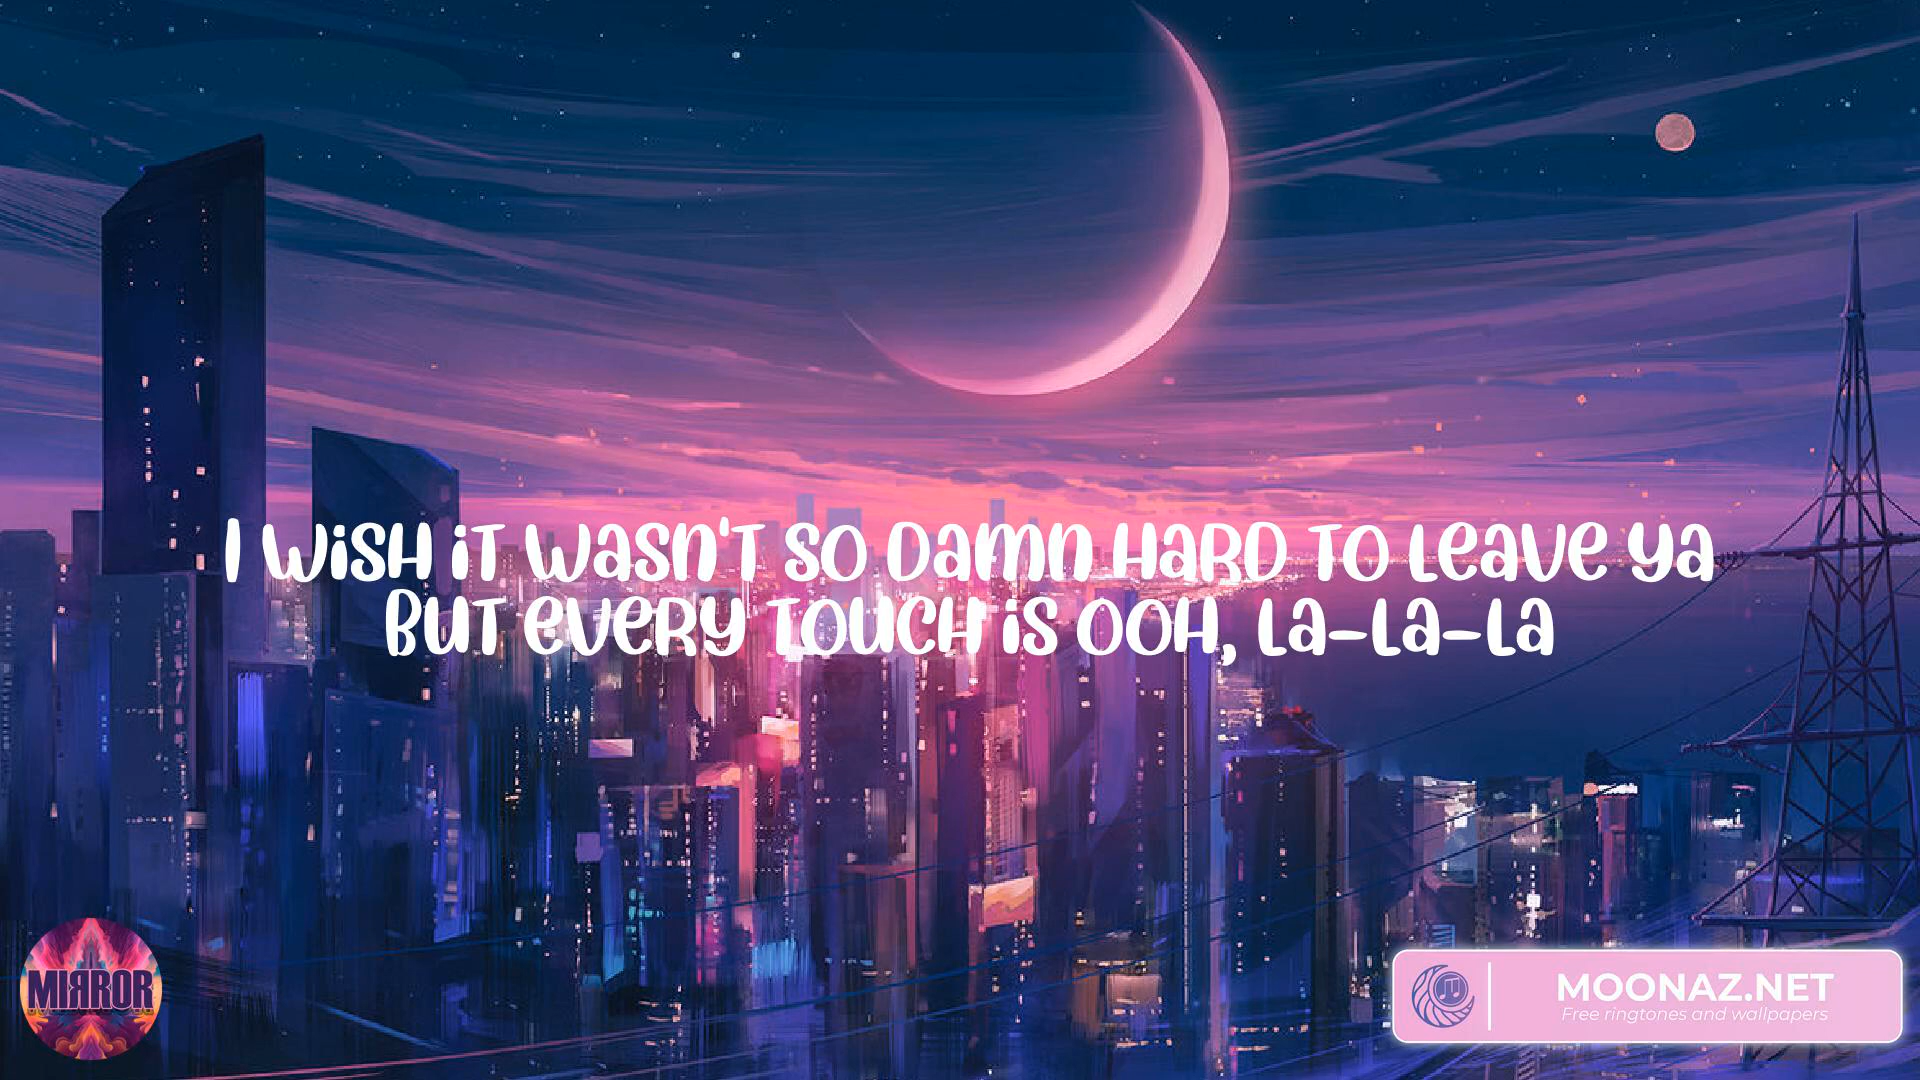 I wish it wasn't so damn hard to leave ya
But every touch is ooh, la-la-la
MIRROR
MOONAZ.NET
Free ringtones and wallpapers